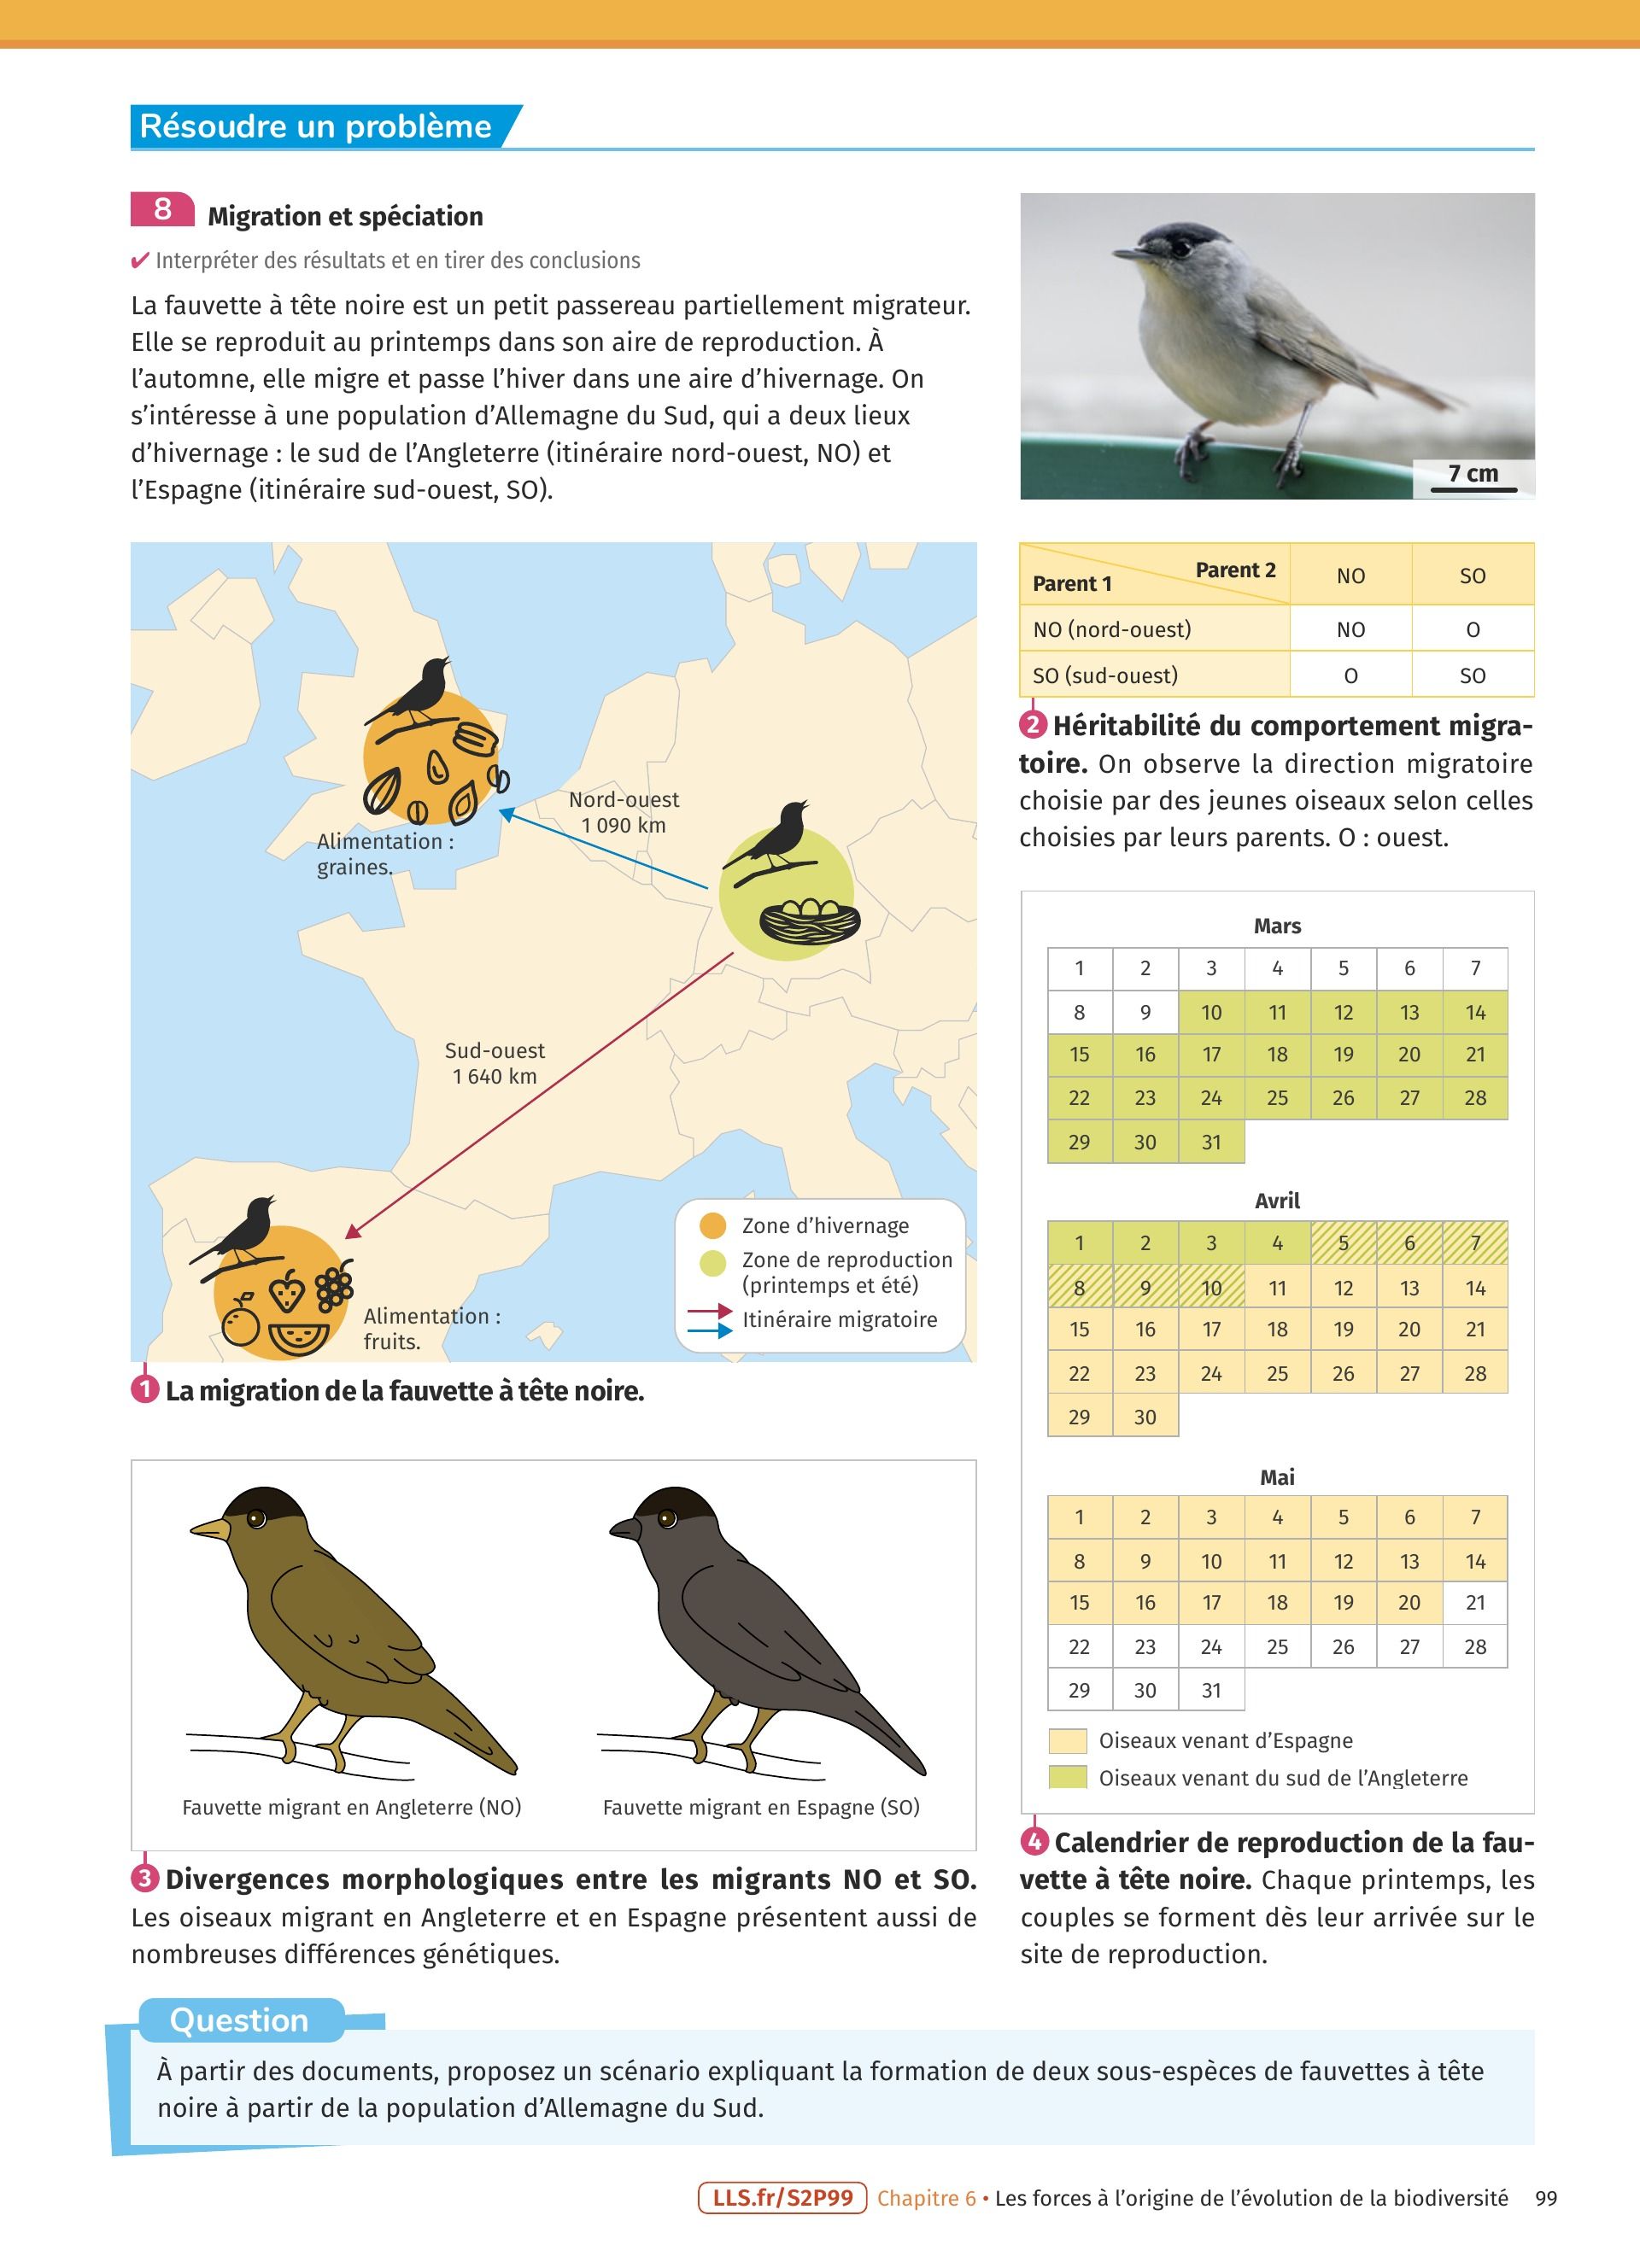 Résoudre un problème
8 Migration et spéciation
✔ Interpréter des résultats et en tirer des conclusions
La fauvette à tête noire est un petit passereau partiellement migrateur.
Elle se reproduit au printemps dans son aire de reproduction. À
l’automne, elle migre et passe l’hiver dans une aire d’hivernage. On
s’intéresse à une population d’Allemagne du Sud, qui a deux lieux
d’hivernage : le sud de l’Angleterre (itinéraire nord-ouest, NO) et
l’Espagne (itinéraire sud-ouest, SO).
7 cm
Alimentation :
graines.
Nord-ouest
1 090 km
Sud-ouest
1 640 km
Alimentation :
fruits.
Zone d’hivernage
Zone de reproduction
(printemps et été)
Itinéraire migratoire
1 La migration de la fauvette à tête noire.
Parent 1 Parent 2 NO SO
NO (nord-ouest) NO O
SO (sud-ouest) O SO
2 Héritabilité du comportement migra-
toire. On observe la direction migratoire
choisie par des jeunes oiseaux selon celles
choisies par leurs parents. O : ouest.
Fauvette migrant en Angleterre (NO)
Fauvette migrant en Espagne (SO)
3 Divergences morphologiques entre les migrants NO et SO.
Les oiseaux migrant en Angleterre et en Espagne présentent aussi de
nombreuses différences génétiques.
Mars
1 2 3 4 5 6 7
8 9 10 11 12 13 14
15 16 17 18 19 20 21
22 23 24 25 26 27 28
29 30 31
Avril
1 2 3 4 5 6 7
8 9 10 11 12 13 14
15 16 17 18 19 20 21
22 23 24 25 26 27 28
29 30
Mai
1 2 3 4 5 6 7
8 9 10 11 12 13 14
15 16 17 18 19 20 21
22 23 24 25 26 27 28
29 30 31
Oiseaux venant d’Espagne
Oiseaux venant du sud de l’Angleterre
4 Calendrier de reproduction de la fau-
vette à tête noire. Chaque printemps, les
couples se forment dès leur arrivée sur le
site de reproduction.
Question
À partir des documents, proposez un scénario expliquant la formation de deux sous-espèces de fauvettes à tête
noire à partir de la population d’Allemagne du Sud.
LLS.fr/S2P99 Chapitre 6 • Les forces à l’origine de l’évolution de la biodiversité 99